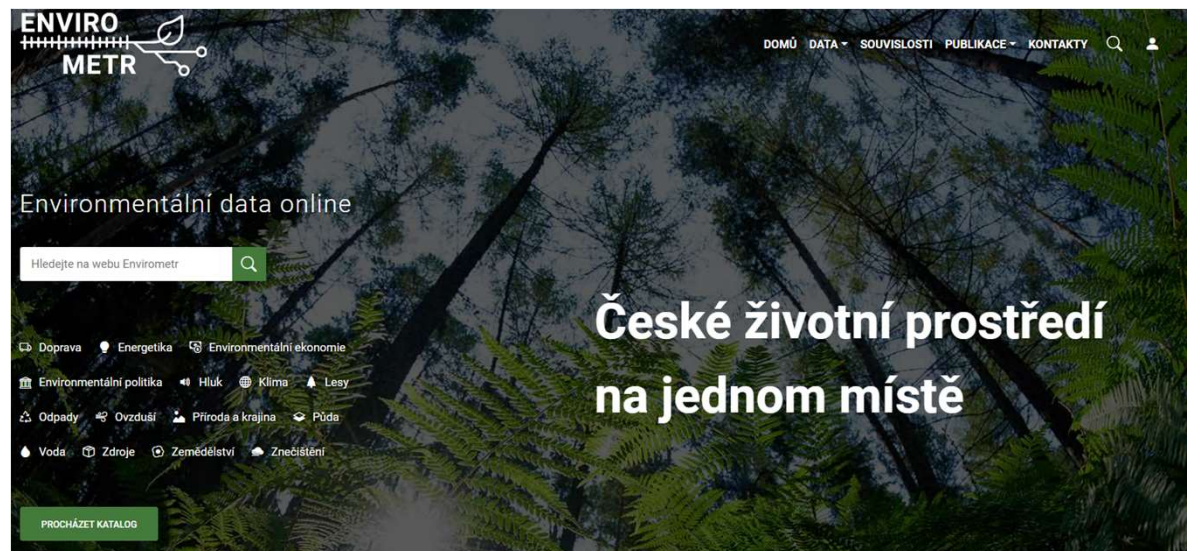 ENVIRO
METR
DOMŮ DATA SOUVISLOSTI PUBLIKACE KONTAKTY
Environmentální data online
Hledejte na webu Envirometr
České životní prostředí
na jednom místě
Doprava Energetika Environmentální ekonomie
Environmentální politika Hluk Klima Lesy
Odpady Ovzduší Příroda a krajina Půda
Voda Zdroje Zemědělství Znečištění
PROCHÁZET KATALOG